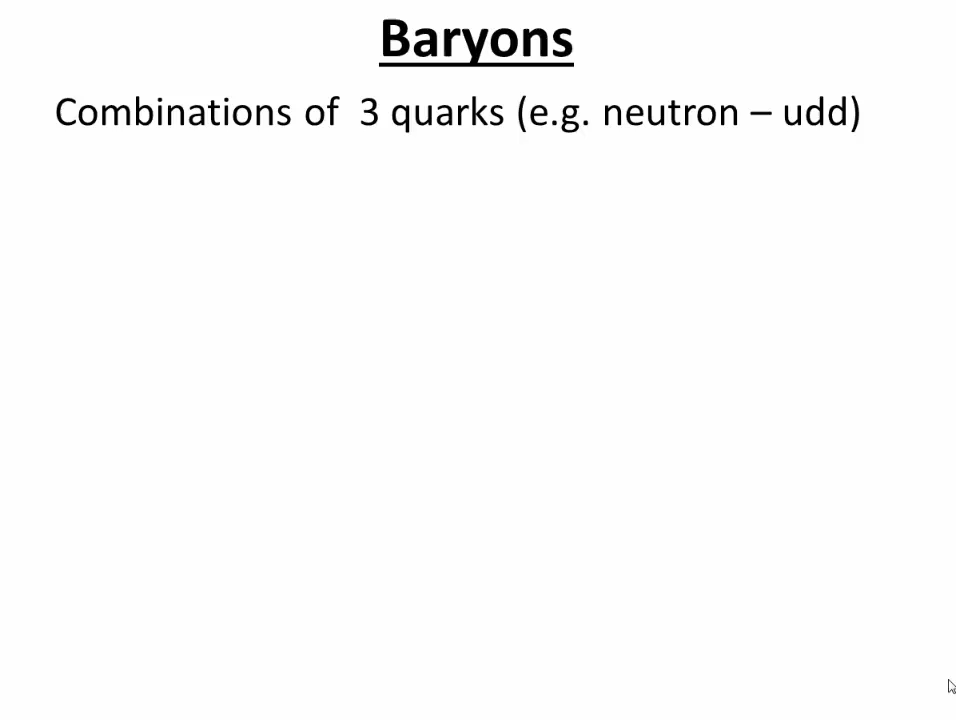 Baryons
Combinations of  3 quarks (e.g. neutron – udd)